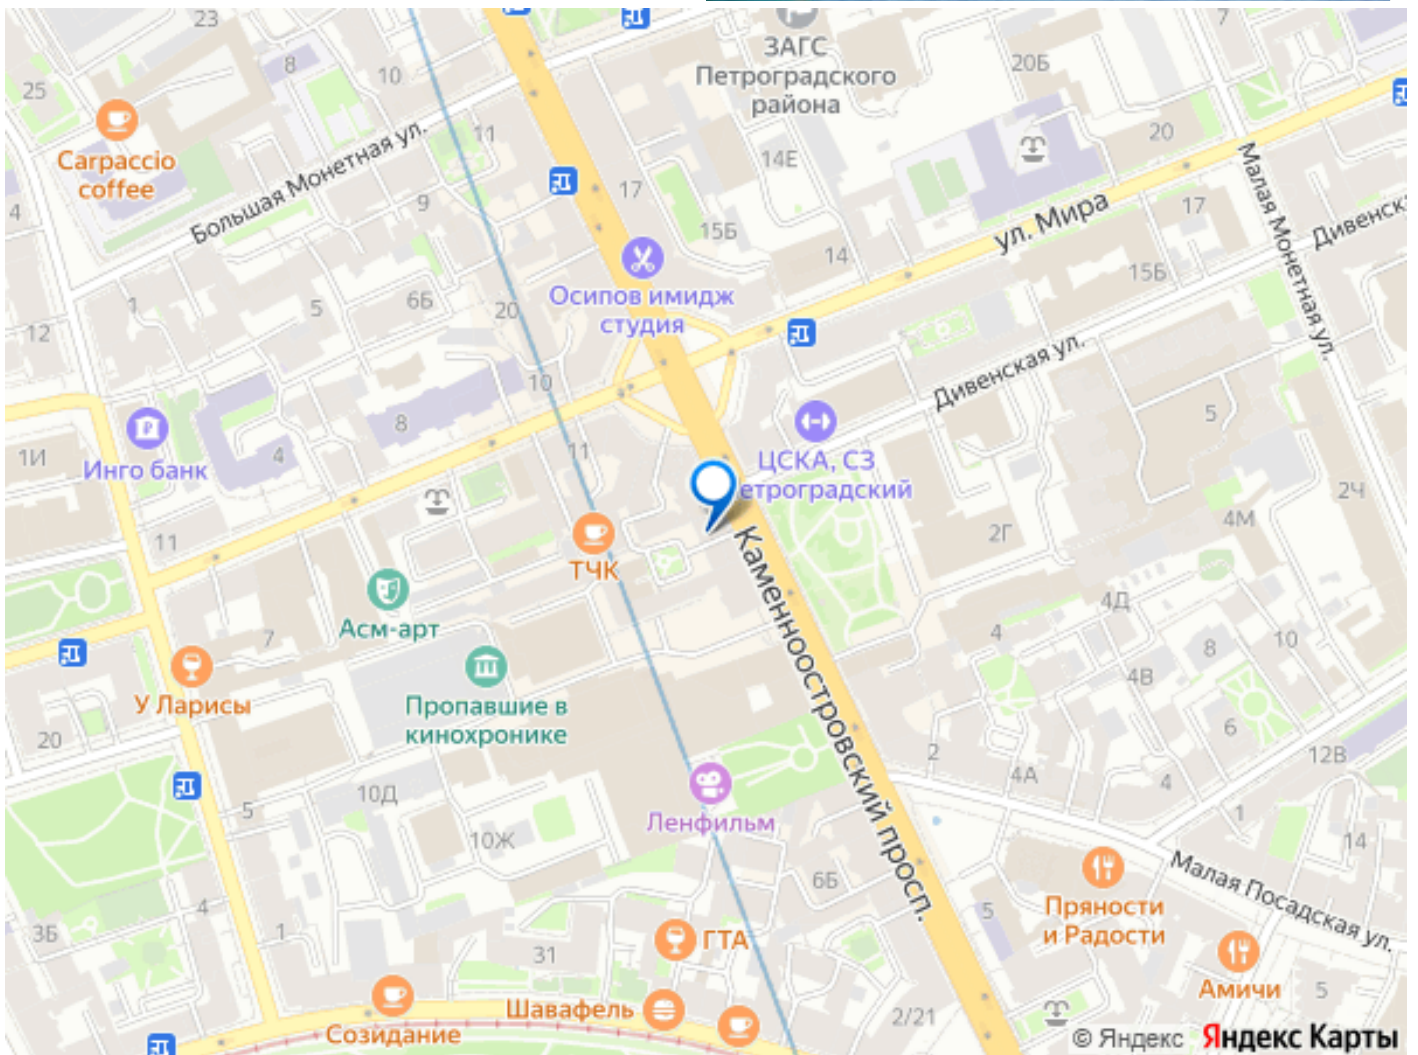 23
ЗАГС
Петроградского
района
7
8
10
20Б
25
Carpaccio
coffee
Большая Монетная ул.
11
14Е
20
17
9
4
15Б
ул. Мира
17
Малая Монетная ул.
Дивенск
14
15Б
Осипов имидж
студия
1
5
6Б
20
12
10
Дивенская ул.
8
5
1И
Инго банк
4
11
ЦСКА, СЗ
етроградский
2Ч
4М
2Г
11
ТЧК
Каменноостровский просп.
Асм-арт
7
4Д
4
10
8
У Ларисы
Пропавшие в
кинохронике
4В
6
20
2
12В
4А
4
10Д
5
1
Ленфильм
10Ж
14
Малая Посадская ул.
6Б
4
5
Пряности
и Радости
3Б
1
31
ГТА
Амичи
5
Шавафель
2/21
Созидание
© Яндекс Яндекс Карты